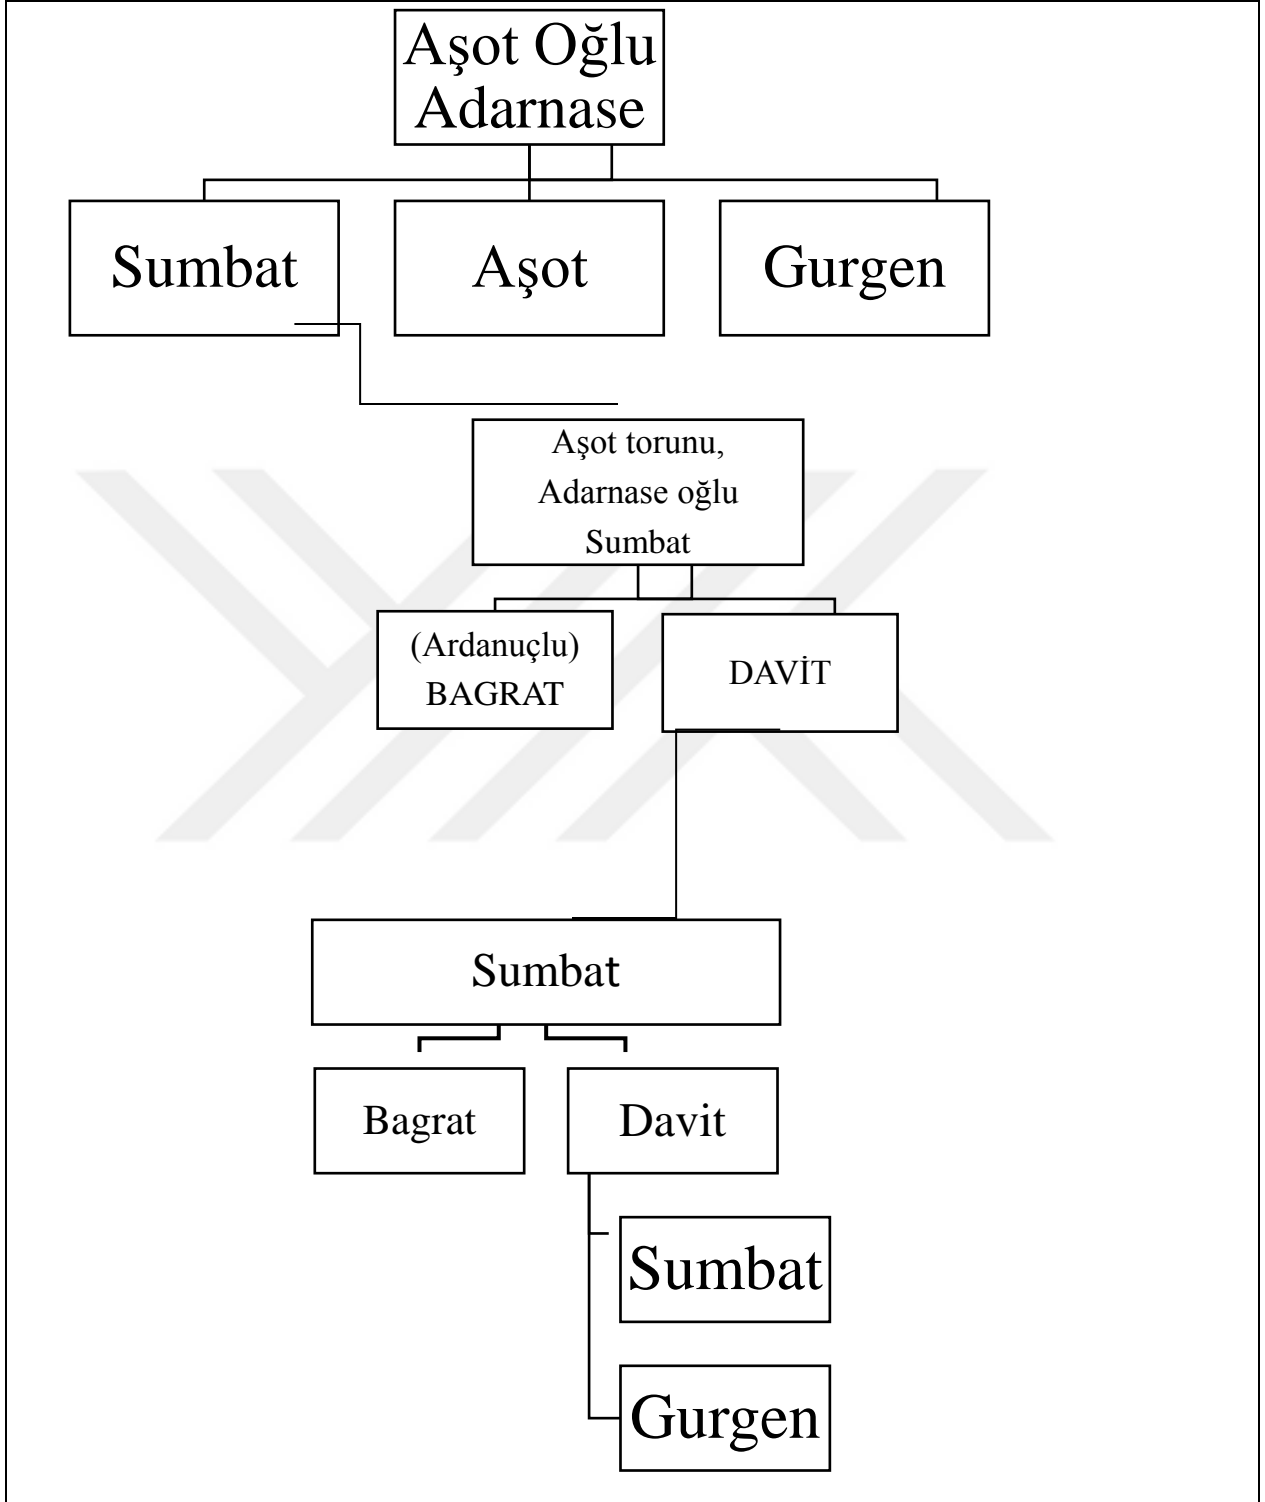 Aşot Oğlu
Adarnase
Sumbat
Aşot
Gurgen
Aşot torunu,
Adarnase oğlu
Sumbat
(Ardanuçlu)
BAGRAT
DAVİT
Sumbat
Bagrat
Davit
Sumbat
Gurgen